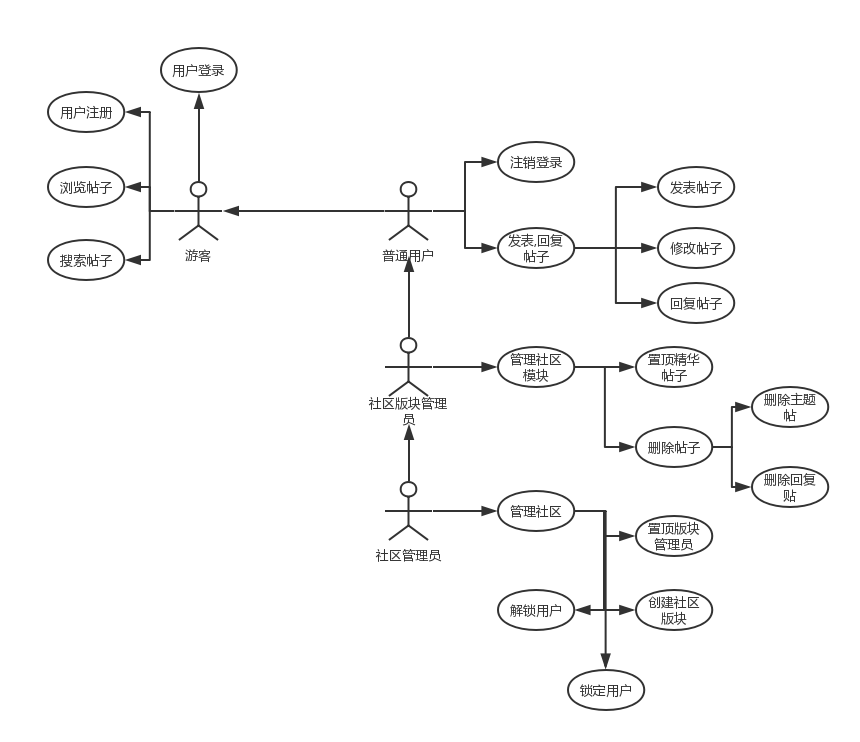 用户登录
用户注册
浏览帖子
搜索帖子
游客
普通用户
注销登录
发表,回复
帖子
发表帖子
修改帖子
回复帖子
社区版块管理
员
管理社区
模块
置顶精华
帖子
删除帖子
删除主题
帖
删除回复
贴
社区管理员
管理社区
置顶版块
管理员
解锁用户
创建社区
版块
锁定用户